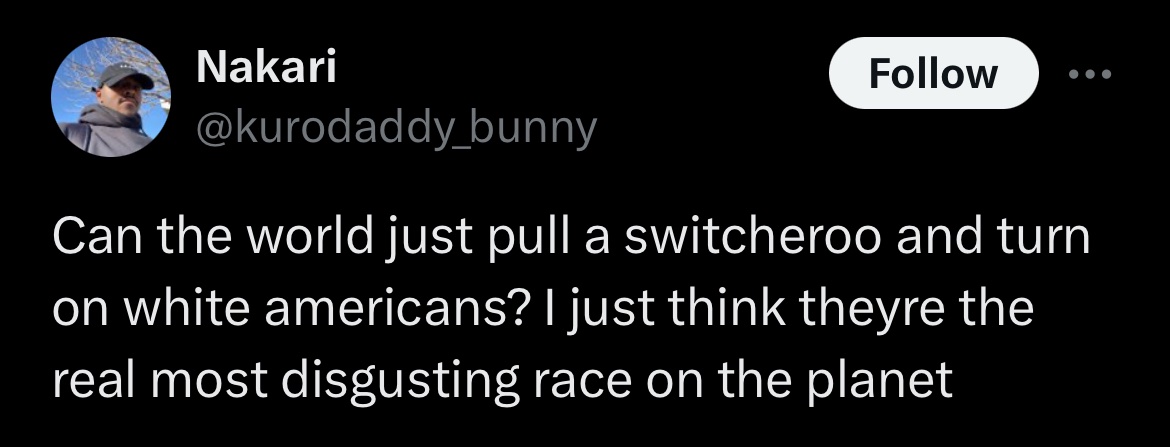 Nakari
@kurodaddy_bunny
Follow
Can the world just pull a switcheroo and turn
on white americans? I just think theyre the
real most disgusting race on the planet